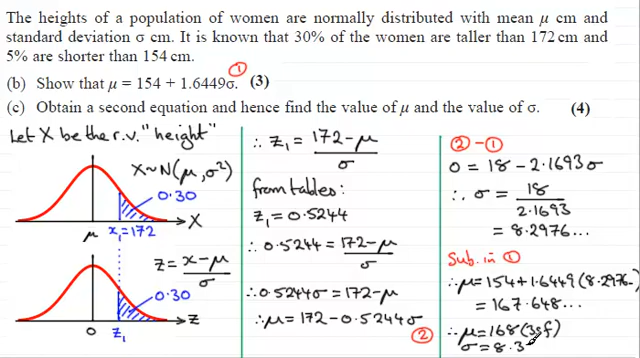 The heights of a population of women are normally distributed with mean μ cm and
standard deviation σ cm. It is known that 30% of the women are taller than 172 cm and
5% are shorter than 154 cm.
(b) Show that μ = 154 + 1.6449σ. ① (3)
(c) Obtain a second equation and hence find the value of μ and the value of σ. (4)
Let X be the r.v. "height"
X~N(μ, σ²)
0.30
X
μ
x₁=172
z = x-μ/σ
0.30
0
z₁
z
∴ z₁ = 172-μ/σ
from tables:
z₁ = 0.5244
∴ 0.5244 = 172-μ/σ
∴ 0.5244σ = 172-μ
∴ μ = 172 - 0.5244σ
②
② - ①
0 = 18 - 2.1693σ
∴ σ = 18/2.1693
= 8.2976...
Sub. in ①
∴ μ = 154 + 1.6449(8.2976..
= 167.648...
∴ μ = 168 (3sf)
σ = 8.3